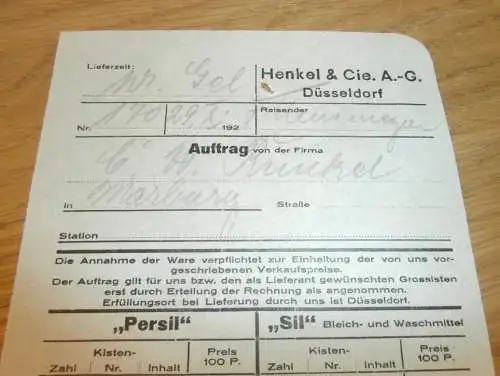 Lieferzeit:
Henkel & Cie. A.-G.
Düsseldorf
Nr. 192 Reisender
Auftrag von der Firma
in Marburg Straße
Station
Die Annahme der Ware verpflichtet zur Einhaltung der von uns vor-
geschriebenen Verkaufspreise.
Der Auftrag gilt für uns bzw. den als Lieferant gewünschten Grossisten
erst durch Erteilung der Rechnung als angenommen.
Erfüllungsort bei Lieferung durch uns ist Düsseldorf.
„Persil“ „Sil“ Bleich- und Waschmittel
Kisten- Preis Kisten- Preis
Zahl Nr. Inhalt 100 P. Zahl Nr. Inhalt 100 P.